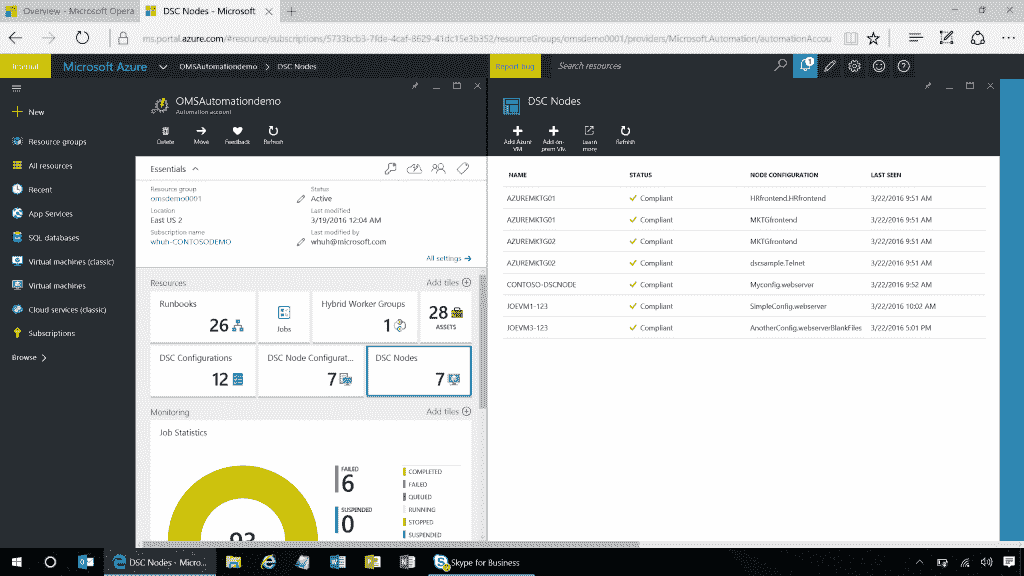 Overview - Microsoft Opera
DSC Nodes - Microsoft
ms.portal.azure.com/#resource/subscriptions/5733bcb3-7fde-4caf-8629-41dc15e3b352/resourceGroups/omsdemo0001/providers/Microsoft.Automation/automationAccou
Internal
Microsoft Azure
OMSAutomationdemo > DSC Nodes
Report bug
Search resources
1
New
Resource groups
All resources
Recent
App Services
SQL databases
Virtual machines (classic)
Virtual machines
Cloud services (classic)
Subscriptions
Browse >
OMSAutomationdemo
Automation account
Delete
Move
Feedback
Refresh
Essentials
Resource group
omsdemo0001
Location
East US 2
Subscription name
whuh-CONTOSODEMO
Status
Active
Last modified
3/19/2016 12:04 AM
Last modified by
whuh@microsoft.com
All settings →
Resources
Add tiles
Runbooks
26
Jobs
Hybrid Worker Groups
1
28
ASSETS
DSC Configurations
12
DSC Node Configurat...
7
DSC Nodes
7
Monitoring
Add tiles
Job Statistics
FAILED
6
SUSPENDED
0
COMPLETED
FAILED
QUEUED
RUNNING
STOPPED
SUSPENDED
DSC Nodes
Add Azure VM
Add on-prem VM
Learn more
Refresh
NAME STATUS NODE CONFIGURATION LAST SEEN
AZUREMKTG01 Compliant HRfrontend.HRfrontend 3/22/2016 9:51 AM
AZUREMKTG01 Compliant MKTGfrontend 3/22/2016 9:51 AM
AZUREMKTG02 Compliant MKTGfrontend 3/22/2016 9:51 AM
AZUREMKTG02 Compliant dscsample.Telnet 3/22/2016 9:51 AM
CONTOSO-DSCNODE Compliant Myconfig.webserver 3/22/2016 9:52 AM
JOEVM1-123 Compliant SimpleConfig.webserver 3/22/2016 10:02 AM
JOEVM3-123 Compliant AnotherConfig.webserverBlankFiles 3/22/2016 5:01 PM
DSC Nodes - Micro...
Skype for Business